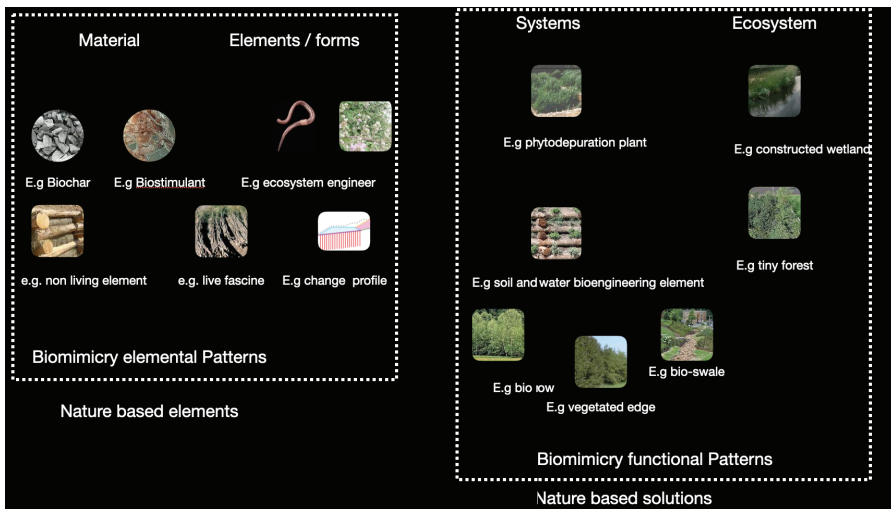 Material
Elements / forms
E.g Biochar
E.g Biostimulant
E.g ecosystem engineer
e.g. non living element
e.g. live fascine
E.g change profile
Biomimicry elemental Patterns
Nature based elements
Systems
Ecosystem
E.g phytodepuration plant
E.g constructed wetland
E.g soil and water bioengineering element
E.g tiny forest
E.g bio row
E.g vegetated edge
E.g bio-swale
Biomimicry functional Patterns
Nature based solutions